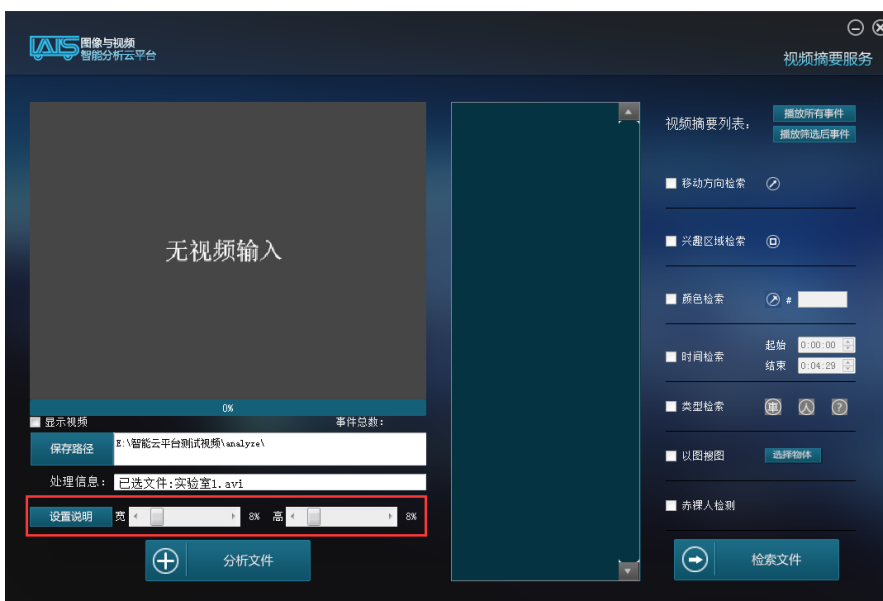 IAIS 图像与视频
智能分析云平台
视频摘要服务
无视频输入
0%
显示视频 事件总数:
保存路径 E:\智能云平台测试视频\analyze\
处理信息: 已选文件:实验室1.avi
设置说明 宽 8% 高 8%
分析文件
视频摘要列表:
播放所有事件
播放筛选后事件
移动方向检索
兴趣区域检索
颜色检索 #
时间检索
起始 0:00:00
结束 0:04:29
类型检索 車 人 ?
以图搜图 选择物体
赤裸人检测
检索文件